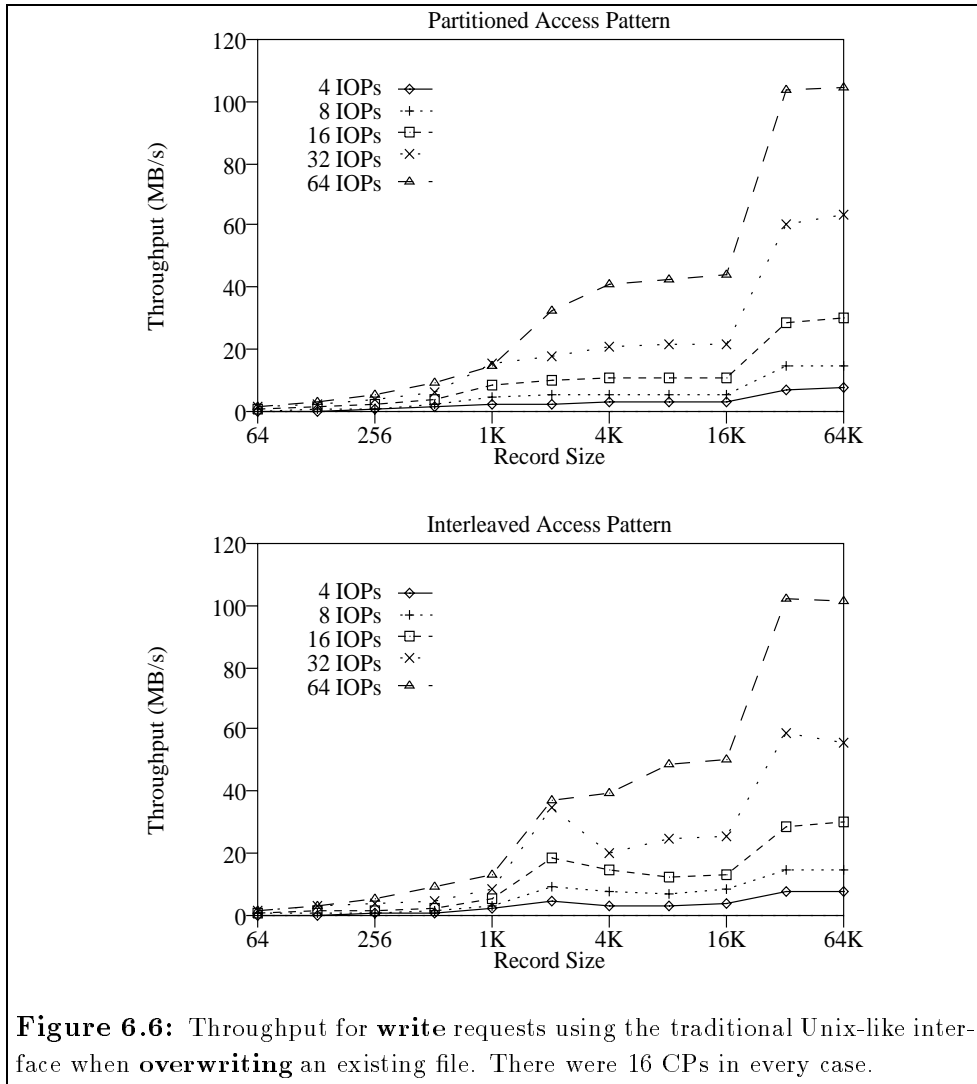 Partitioned Access Pattern
120
100
80
60
40
20
0
Throughput (MB/s)
4 IOPs
8 IOPs
16 IOPs
32 IOPs
64 IOPs
64
256
1K
4K
16K
64K
Record Size
Interleaved Access Pattern
120
100
80
60
40
20
0
Throughput (MB/s)
4 IOPs
8 IOPs
16 IOPs
32 IOPs
64 IOPs
64
256
1K
4K
16K
64K
Record Size
Figure 6.6: Throughput for write requests using the traditional Unix-like inter-
face when overwriting an existing file. There were 16 CPs in every case.